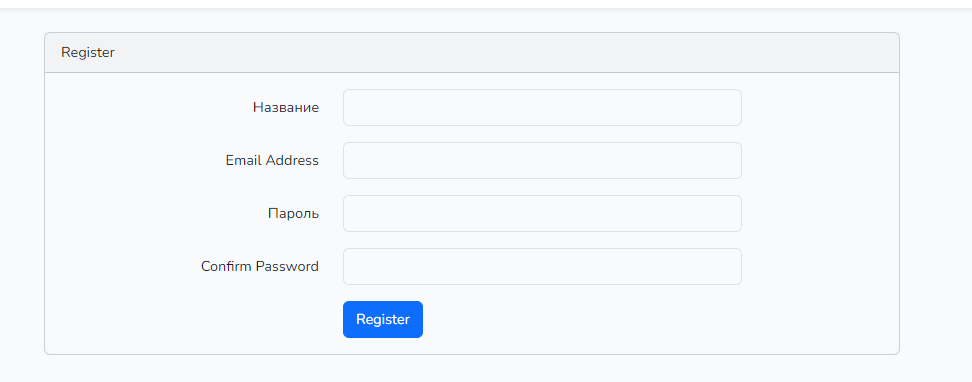 Register
Название
Email Address
Пароль
Confirm Password
Register